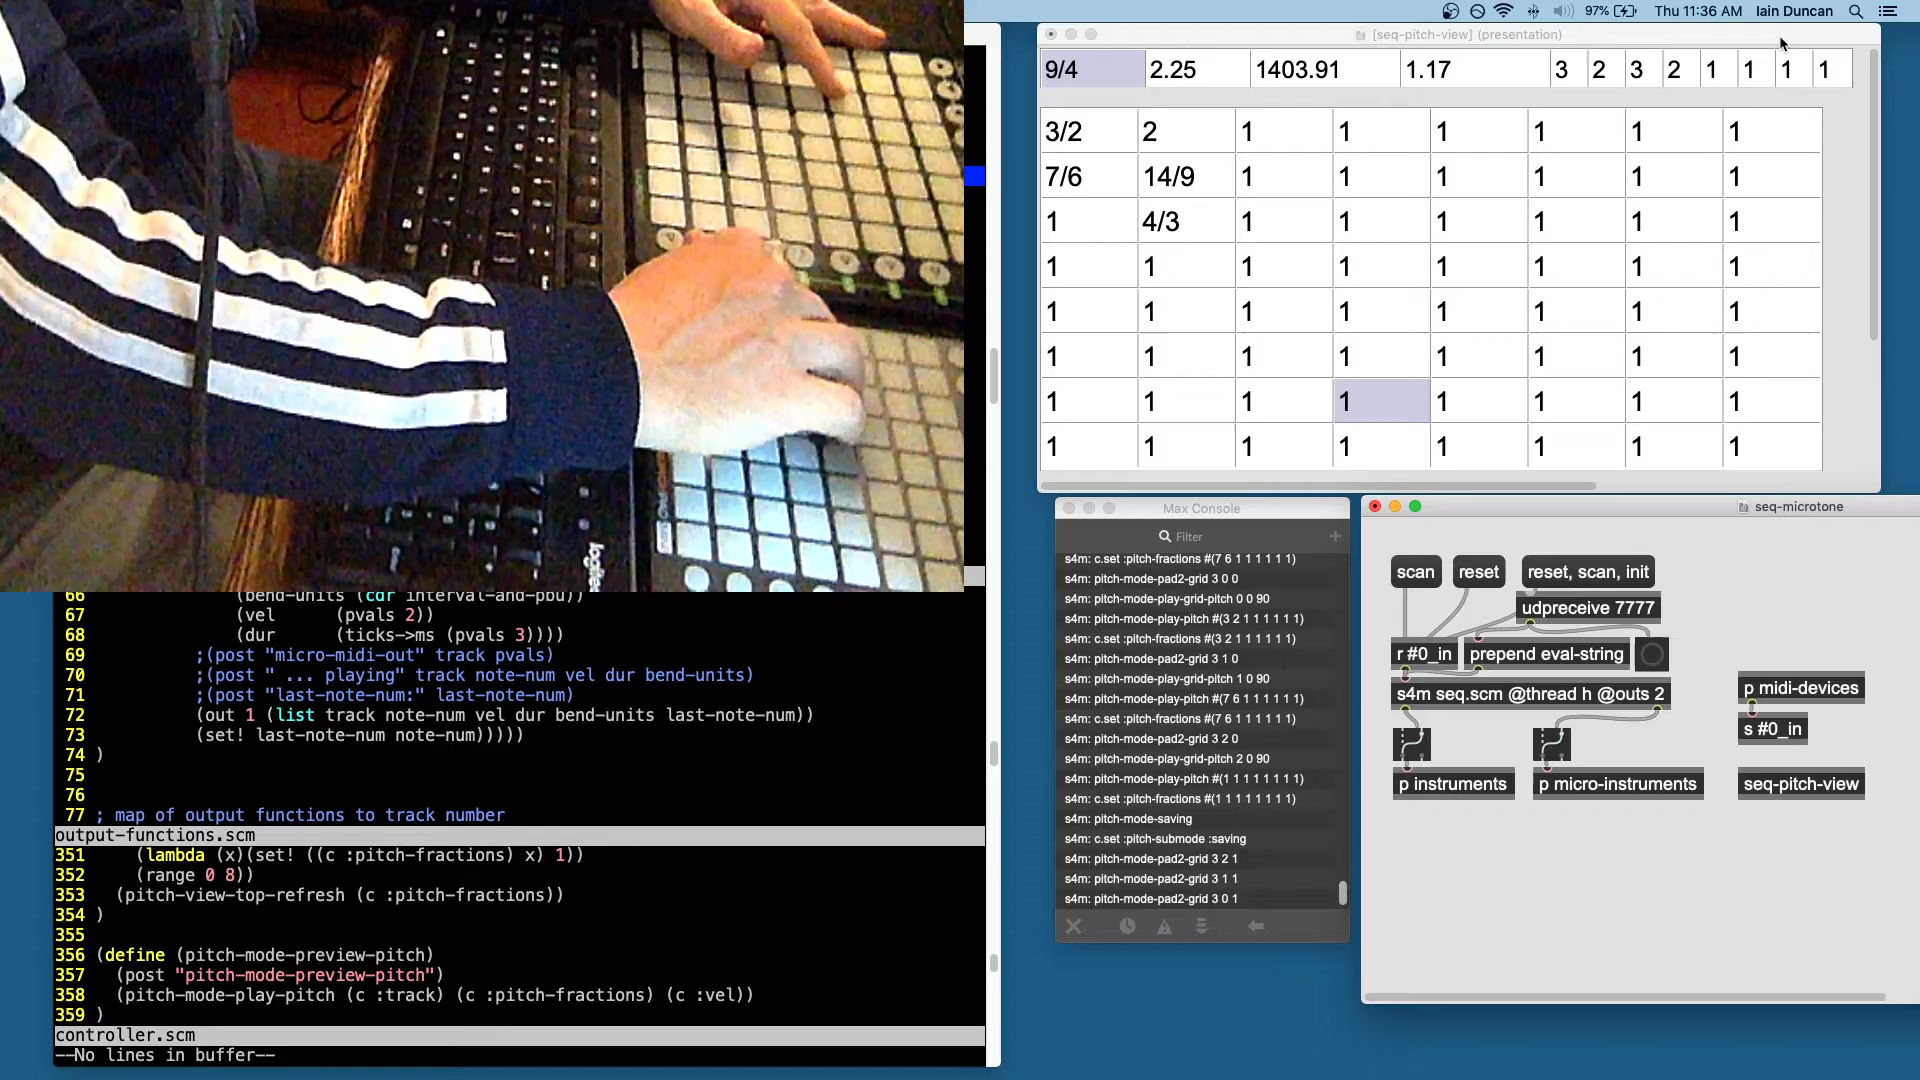 97% Thu 11:36 AM Iain Duncan
[seq-pitch-view] (presentation)
9/4 2.25 1403.91 1.17 3 2 3 2 1 1 1 1
3/2 2 1 1 1 1 1 1
7/6 14/9 1 1 1 1 1 1
1 4/3 1 1 1 1 1 1
1 1 1 1 1 1 1 1
1 1 1 1 1 1 1 1
1 1 1 1 1 1 1 1
1 1 1 1 1 1 1 1
1 1 1 1 1 1 1 1
Max Console
Filter
s4m: c.set :pitch-fractions #(7 6 1 1 1 1 1 1)
s4m: pitch-mode-pad2-grid 3 0 0
s4m: pitch-mode-play-grid-pitch 0 0 90
s4m: pitch-mode-play-pitch #(3 2 1 1 1 1 1 1)
s4m: c.set :pitch-fractions #(3 2 1 1 1 1 1 1)
s4m: pitch-mode-pad2-grid 3 1 0
s4m: pitch-mode-play-grid-pitch 1 0 90
s4m: pitch-mode-play-pitch #(7 6 1 1 1 1 1 1)
s4m: c.set :pitch-fractions #(7 6 1 1 1 1 1 1)
s4m: pitch-mode-pad2-grid 3 2 0
s4m: pitch-mode-play-grid-pitch 2 0 90
s4m: pitch-mode-play-pitch #(1 1 1 1 1 1 1 1)
s4m: c.set :pitch-fractions #(1 1 1 1 1 1 1 1)
s4m: pitch-mode-saving
s4m: c.set :pitch-submode :saving
s4m: pitch-mode-pad2-grid 3 2 1
s4m: pitch-mode-pad2-grid 3 1 1
s4m: pitch-mode-pad2-grid 3 0 1
seq-microtone
scan reset reset, scan, init
udpreceive 7777
r #0_in prepend eval-string
s4m seq.scm @thread h @outs 2
p midi-devices
s #0_in
p instruments p micro-instruments seq-pitch-view
66 (bend-units (cdr interval-and-pbu))
67 (vel (pvals 2))
68 (dur (ticks->ms (pvals 3))))
69 ;(post "micro-midi-out" track pvals)
70 ;(post " ... playing" track note-num vel dur bend-units)
71 ;(post "last-note-num:" last-note-num)
72 (out 1 (list track note-num vel dur bend-units last-note-num))
73 (set! last-note-num note-num)))))
74 )
75
76
77 ; map of output functions to track number
output-functions.scm
351 (lambda (x)(set! ((c :pitch-fractions) x) 1))
352 (range 0 8))
353 (pitch-view-top-refresh (c :pitch-fractions))
354 )
355
356 (define (pitch-mode-preview-pitch)
357 (post "pitch-mode-preview-pitch")
358 (pitch-mode-play-pitch (c :track) (c :pitch-fractions) (c :vel))
359 )
controller.scm
--No lines in buffer--